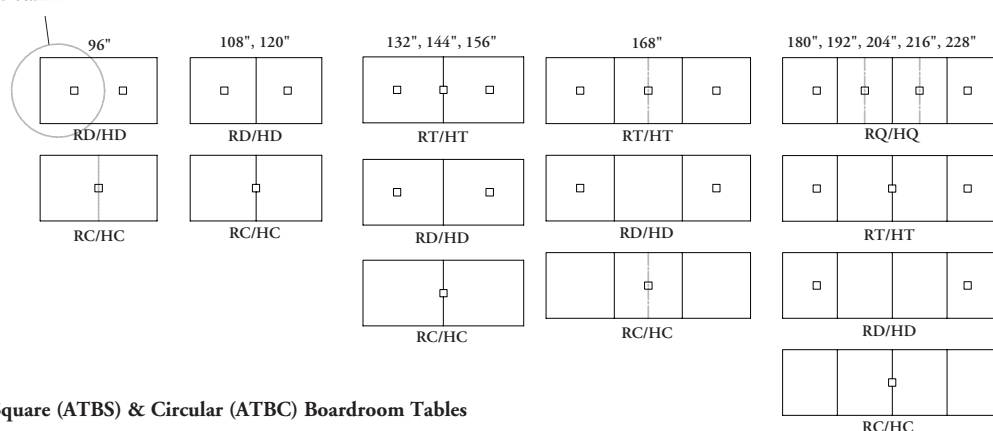 96"
108", 120"
132", 144", 156"
168"
180", 192", 204", 216", 228"
RD/HD
RD/HD
RT/HT
RT/HT
RQ/HQ
RC/HC
RC/HC
RD/HD
RD/HD
RT/HT
RC/HC
RC/HC
RD/HD
RC/HC
quare (ATBS) & Circular (ATBC) Boardroom Tables